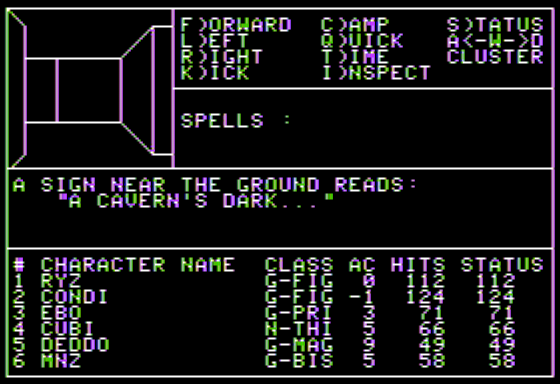 F)ORWARD C)AMP S)TATUS
L)EFT Q)UICK A<-W->D
R)IGHT T)IME CLUSTER
K)ICK I)NSPECT
SPELLS :
A SIGN NEAR THE GROUND READS:
"A CAVERN'S DARK..."
# CHARACTER NAME CLASS AC HITS STATUS
1 RYZ G-FIG 0 112 112
2 CONDI G-FIG -1 124 124
3 EBO G-PRI 3 71 71
4 CUBI N-THI 5 66 66
5 DEDDO G-MAG 9 49 49
6 MNZ G-BIS 5 58 58